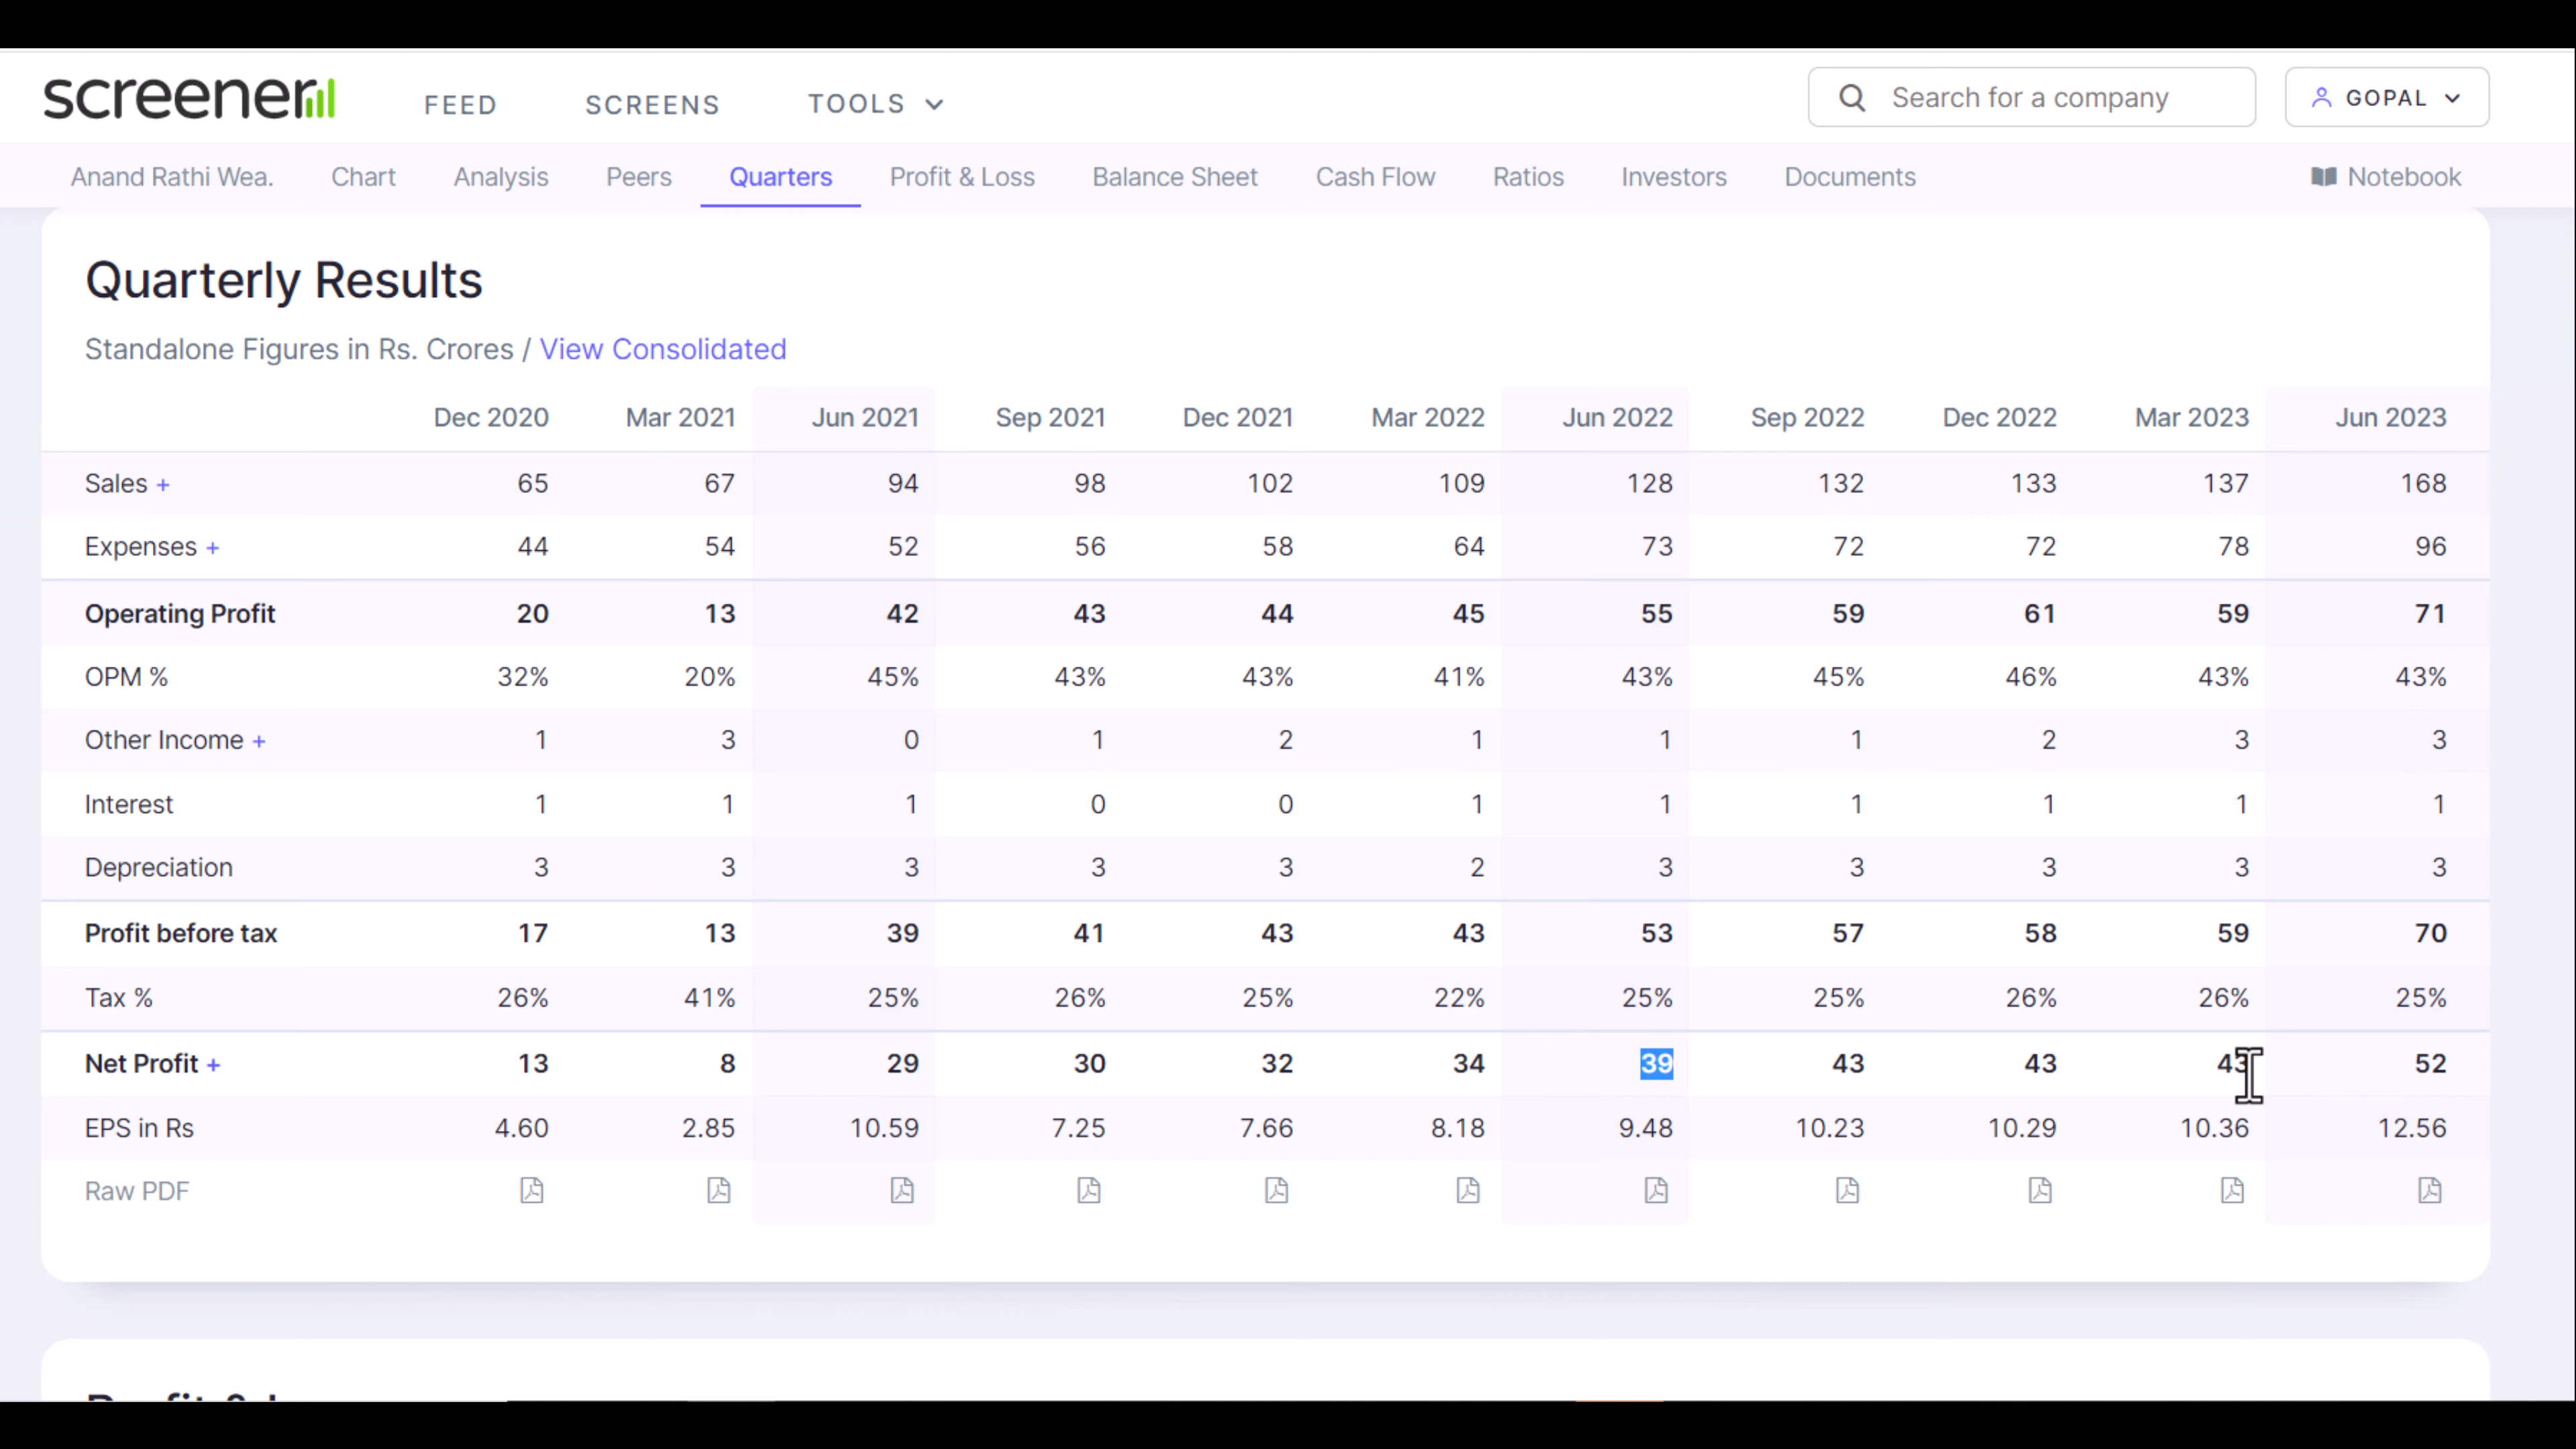 screener FEED SCREENS TOOLS Search for a company GOPAL
Anand Rathi Wea. Chart Analysis Peers Quarters Profit & Loss Balance Sheet Cash Flow Ratios Investors Documents Notebook
Quarterly Results
Standalone Figures in Rs. Crores / View Consolidated
Dec 2020 Mar 2021 Jun 2021 Sep 2021 Dec 2021 Mar 2022 Jun 2022 Sep 2022 Dec 2022 Mar 2023 Jun 2023
Sales + 65 67 94 98 102 109 128 132 133 137 168
Expenses + 44 54 52 56 58 64 73 72 72 78 96
Operating Profit 20 13 42 43 44 45 55 59 61 59 71
OPM % 32% 20% 45% 43% 43% 41% 43% 45% 46% 43% 43%
Other Income + 1 3 0 1 2 1 1 1 2 3 3
Interest 1 1 1 0 0 1 1 1 1 1 1
Depreciation 3 3 3 3 3 2 3 3 3 3 3
Profit before tax 17 13 39 41 43 43 53 57 58 59 70
Tax % 26% 41% 25% 26% 25% 22% 25% 25% 26% 26% 25%
Net Profit + 13 8 29 30 32 34 39 43 43 43 52
EPS in Rs 4.60 2.85 10.59 7.25 7.66 8.18 9.48 10.23 10.29 10.36 12.56
Raw PDF